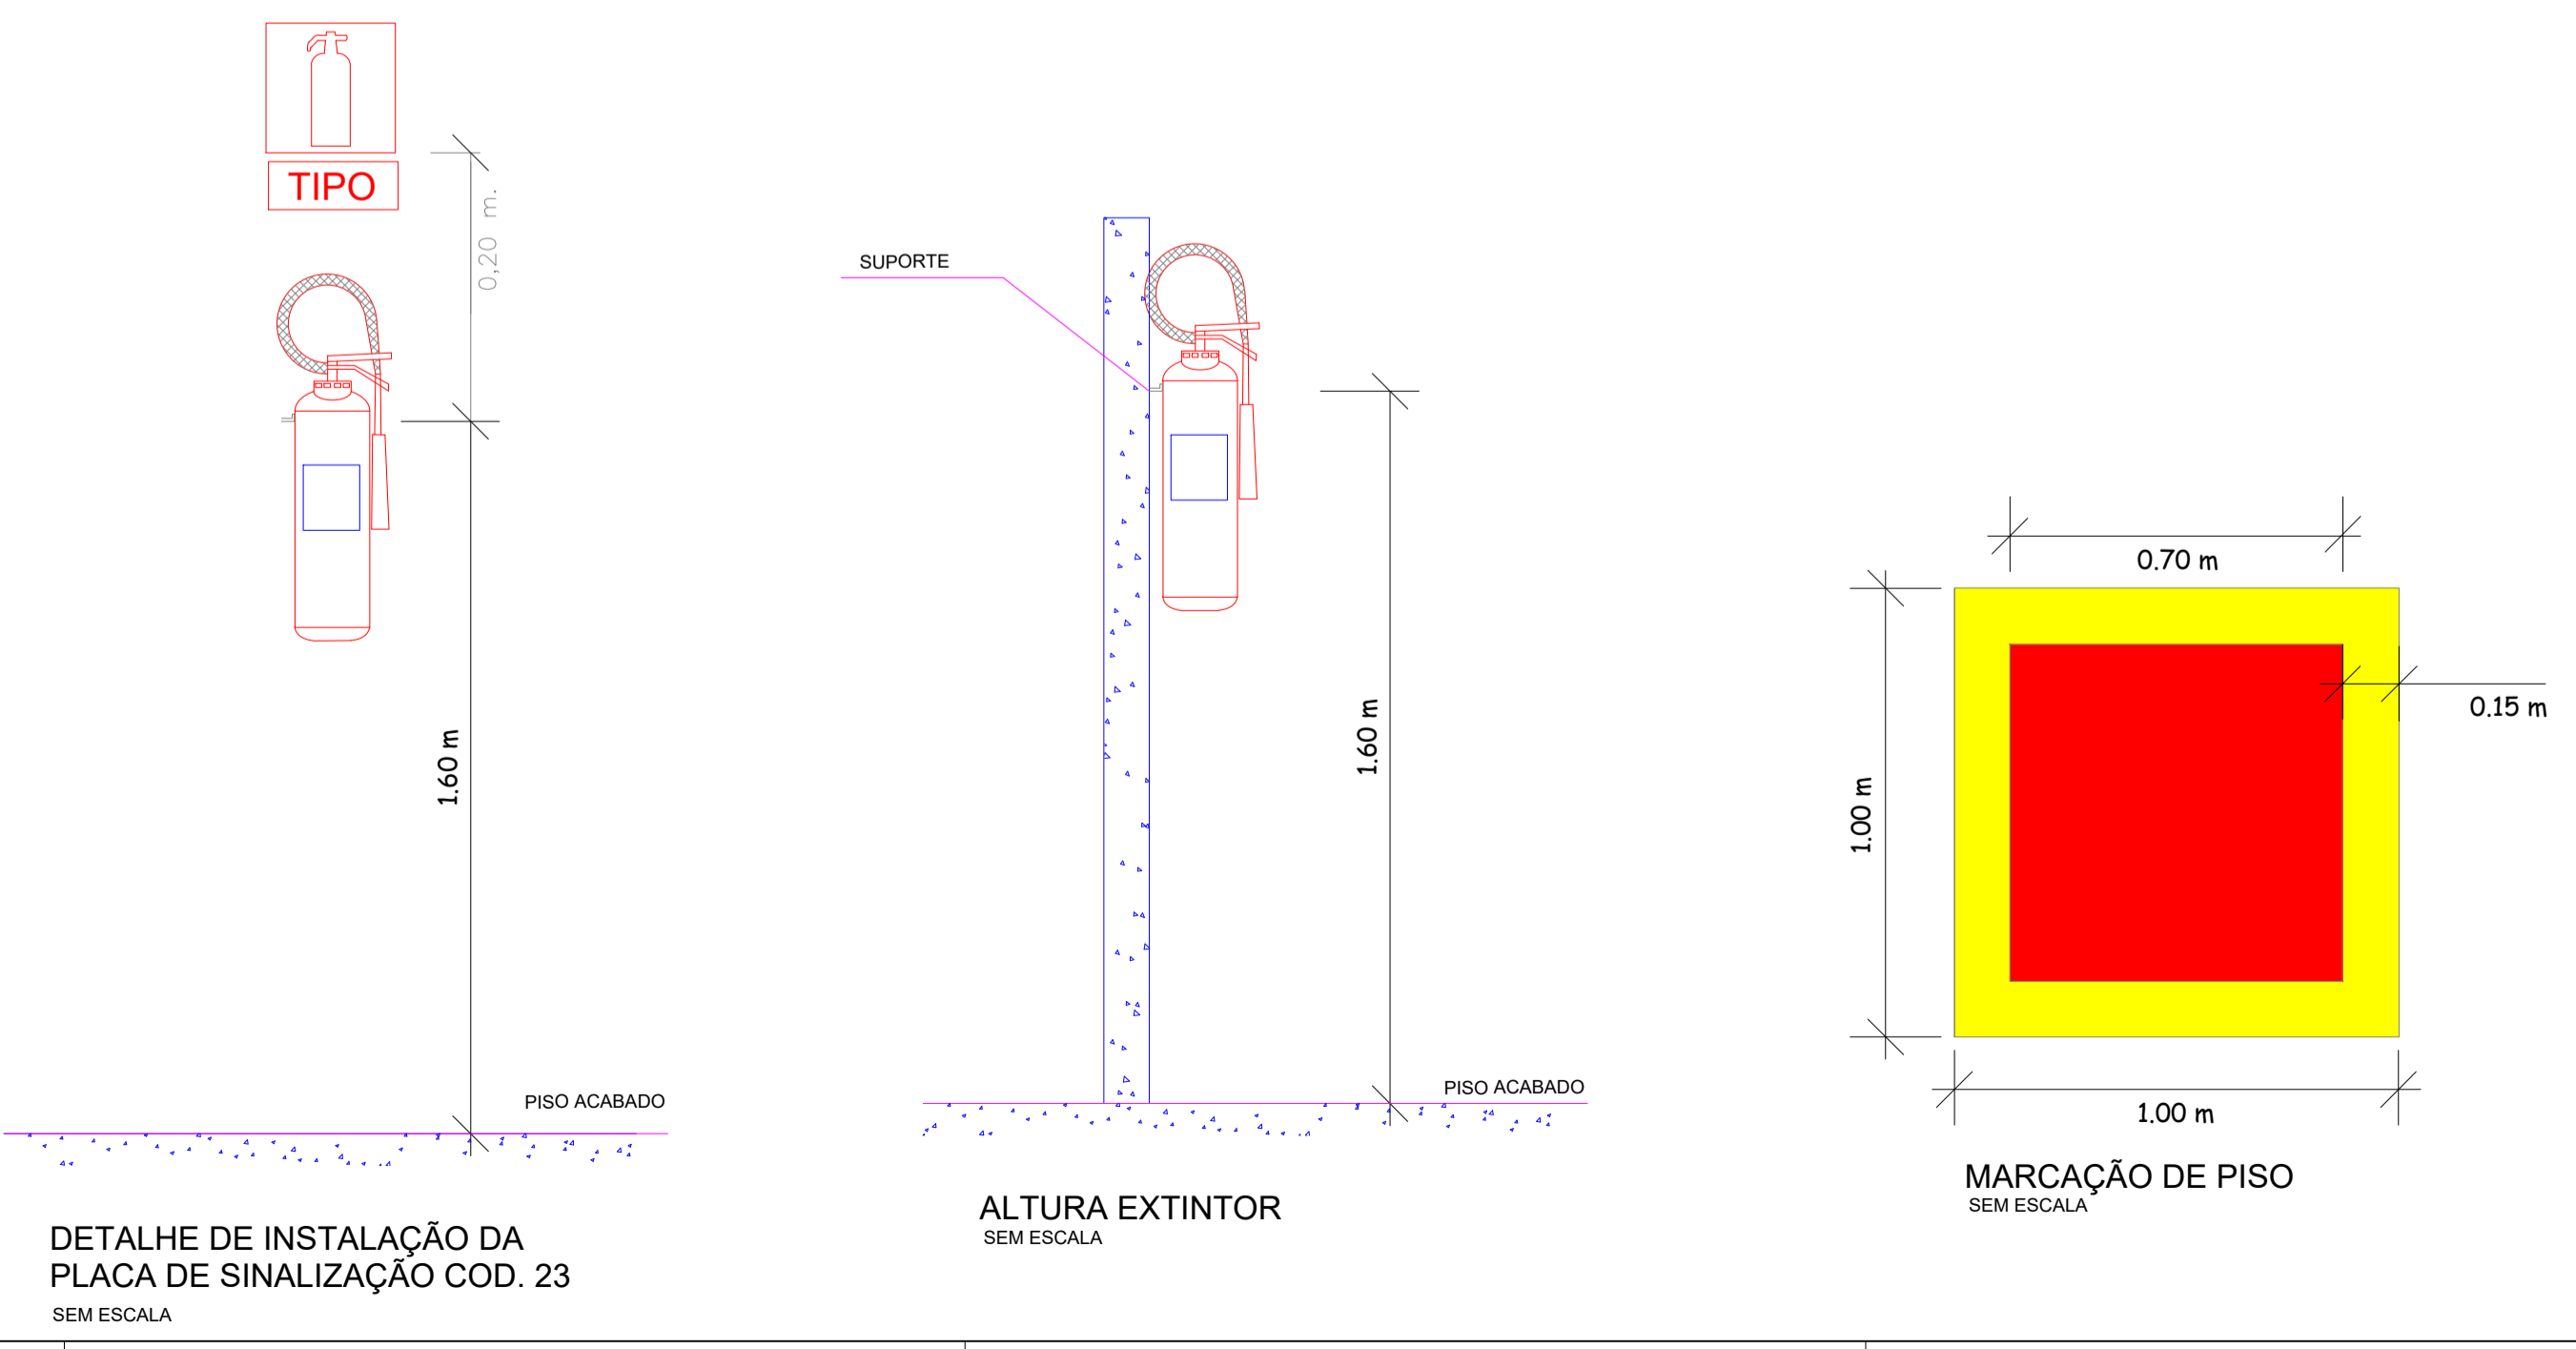 TIPO
0,20 m.
1.60 m
PISO ACABADO
DETALHE DE INSTALAÇÃO DA
PLACA DE SINALIZAÇÃO COD. 23
SEM ESCALA
SUPORTE
1.60 m
PISO ACABADO
ALTURA EXTINTOR
SEM ESCALA
0.70 m
0.15 m
1.00 m
1.00 m
MARCAÇÃO DE PISO
SEM ESCALA